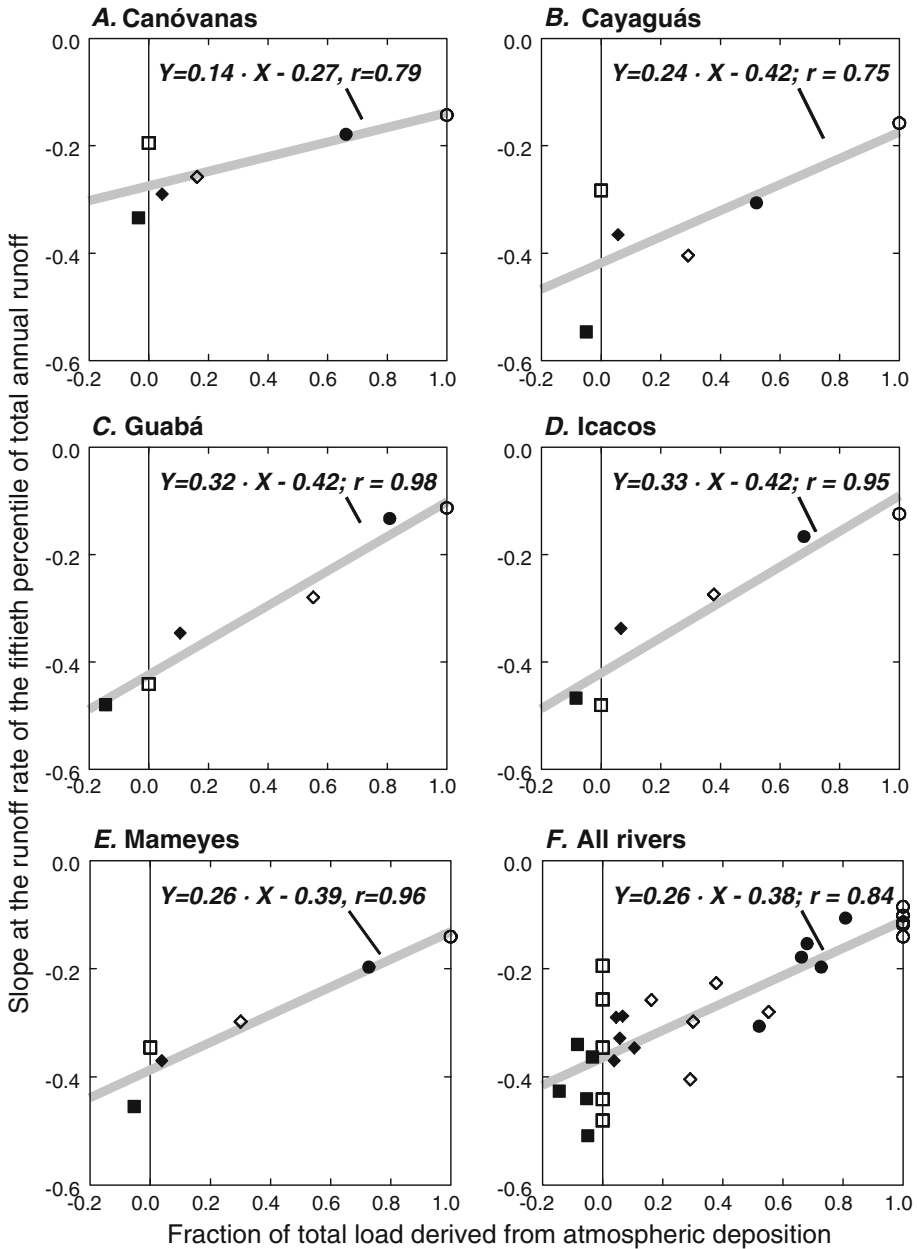 Slope at the runoff rate of the fiftieth percentile of total annual runoff
A. Canóvanas
Y=0.14 · X - 0.27, r=0.79
0.0
-0.2
-0.4
-0.6
-0.2 0.0 0.2 0.4 0.6 0.8 1.0
B. Cayaguás
Y=0.24 · X - 0.42; r = 0.75
0.0
-0.2
-0.4
-0.6
-0.2 0.0 0.2 0.4 0.6 0.8 1.0
C. Guabá
Y=0.32 · X - 0.42; r = 0.98
0.0
-0.2
-0.4
-0.6
-0.2 0.0 0.2 0.4 0.6 0.8 1.0
D. Icacos
Y=0.33 · X - 0.42; r = 0.95
0.0
-0.2
-0.4
-0.6
-0.2 0.0 0.2 0.4 0.6 0.8 1.0
E. Mameyes
Y=0.26 · X - 0.39, r=0.96
0.0
-0.2
-0.4
-0.6
-0.2 0.0 0.2 0.4 0.6 0.8 1.0
F. All rivers
Y=0.26 · X - 0.38; r = 0.84
0.0
-0.2
-0.4
-0.6
-0.2 0.0 0.2 0.4 0.6 0.8 1.0
Fraction of total load derived from atmospheric deposition